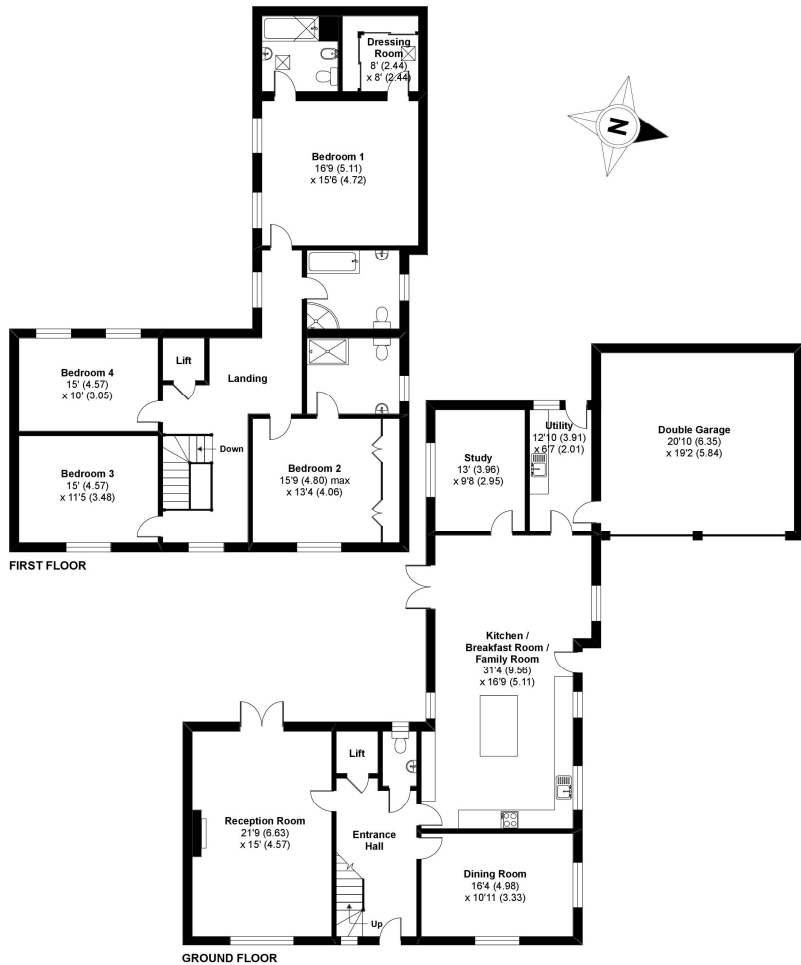 Dressing
Room
8' (2.44)
x 8' (2.44)
N
Bedroom 1
16'9 (5.11)
x 15'6 (4.72)
Bedroom 4
15' (4.57)
x 10' (3.05)
Lift
Landing
Down
Bedroom 3
15' (4.57)
x 11'5 (3.48)
Bedroom 2
15'9 (4.80) max
x 13'4 (4.06)
FIRST FLOOR
Study
13' (3.96)
x 9'8 (2.95)
Utility
12'10 (3.91)
x 6'7 (2.01)
Double Garage
20'10 (6.35)
x 19'2 (5.84)
Kitchen /
Breakfast Room /
Family Room
31'4 (9.56)
x 16'9 (5.11)
Lift
Reception Room
21'9 (6.63)
x 15' (4.57)
Entrance
Hall
Up
Dining Room
16'4 (4.98)
x 10'11 (3.33)
GROUND FLOOR